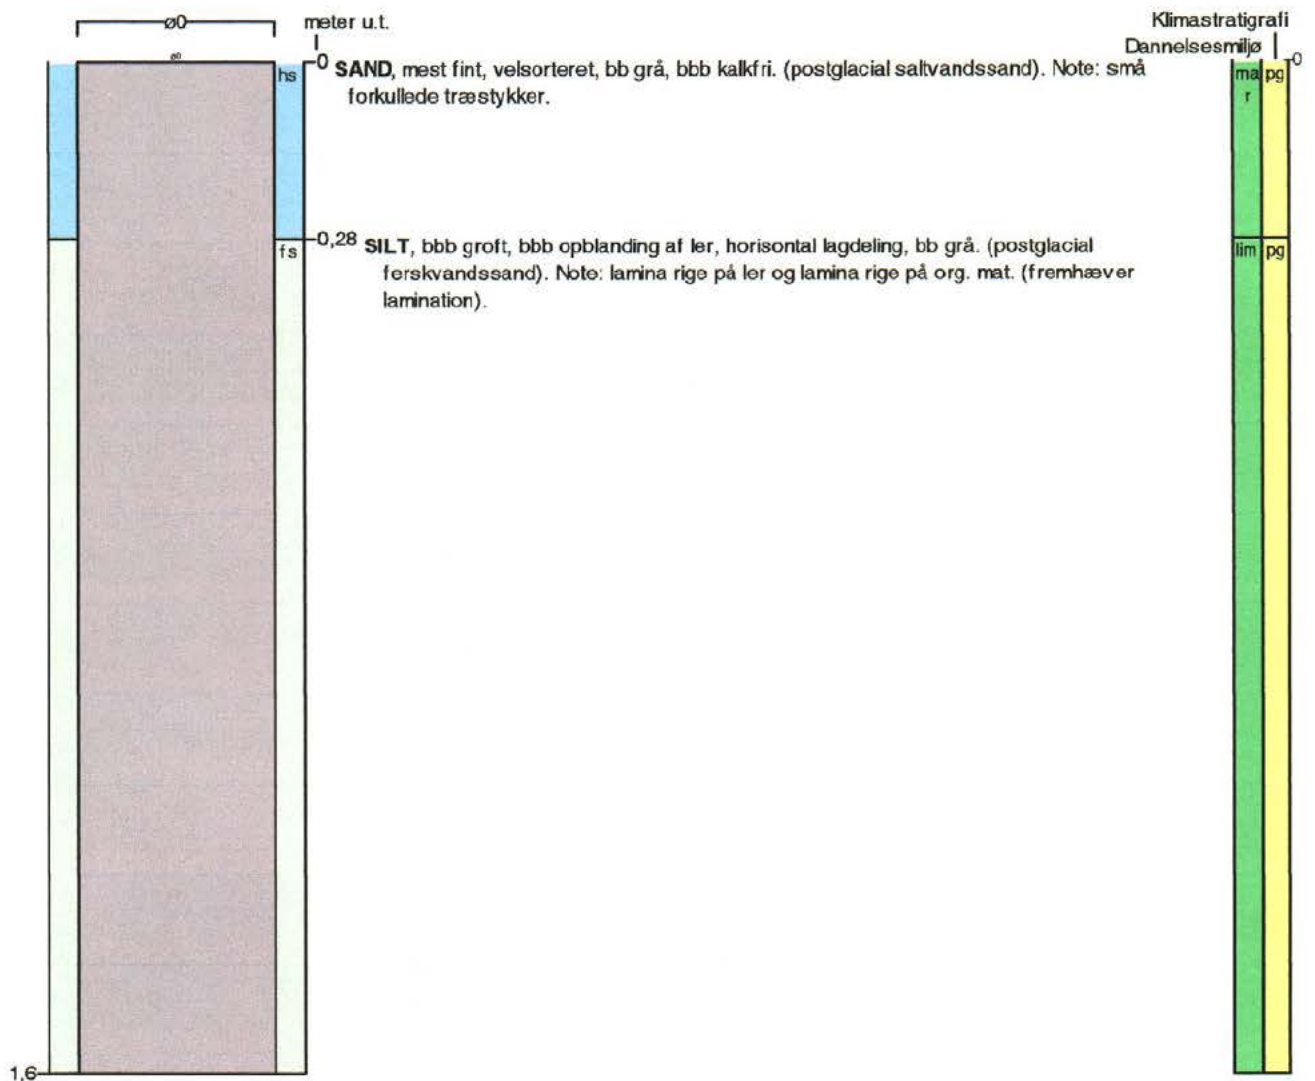 ø0
meter u.t.
Klimastratigrafi
Dannelsesmiljø
ø0
0
0
hs
SAND, mest fint, velsorteret, bb grå, bbb kalkfri. (postglacial saltvandssand). Note: små
forkullede træstykker.
ma
r
pg
0,28
fs
SILT, bbb groft, bbb opblanding af ler, horisontal lagdeling, bb grå. (postglacial
ferskvandssand). Note: lamina rige på ler og lamina rige på org. mat. (fremhæver
lamination).
lim
pg
1,6